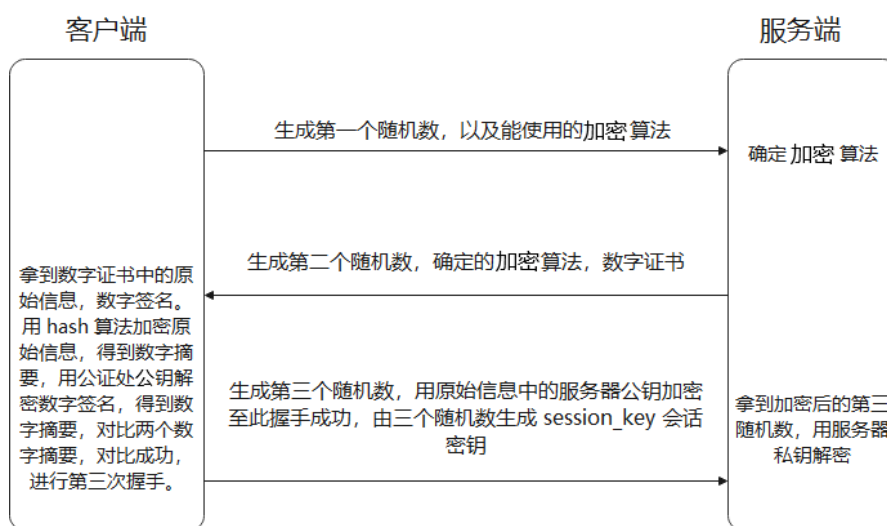 客户端
服务端
生成第一个随机数，以及能使用的加密算法
确定 加密 算法
生成第二个随机数，确定的加密算法，数字证书
拿到数字证书中的原
始信息，数字签名。
用 hash 算法加密原
始信息，得到数字摘
要，用公证处公钥解
密数字签名，得到数
字摘要，对比两个数
字摘要，对比成功，
进行第三次握手。
生成第三个随机数，用原始信息中的服务器公钥加密
至此握手成功，由三个随机数生成 session_key 会话
密钥
拿到加密后的第三
随机数，用服务器
私钥解密